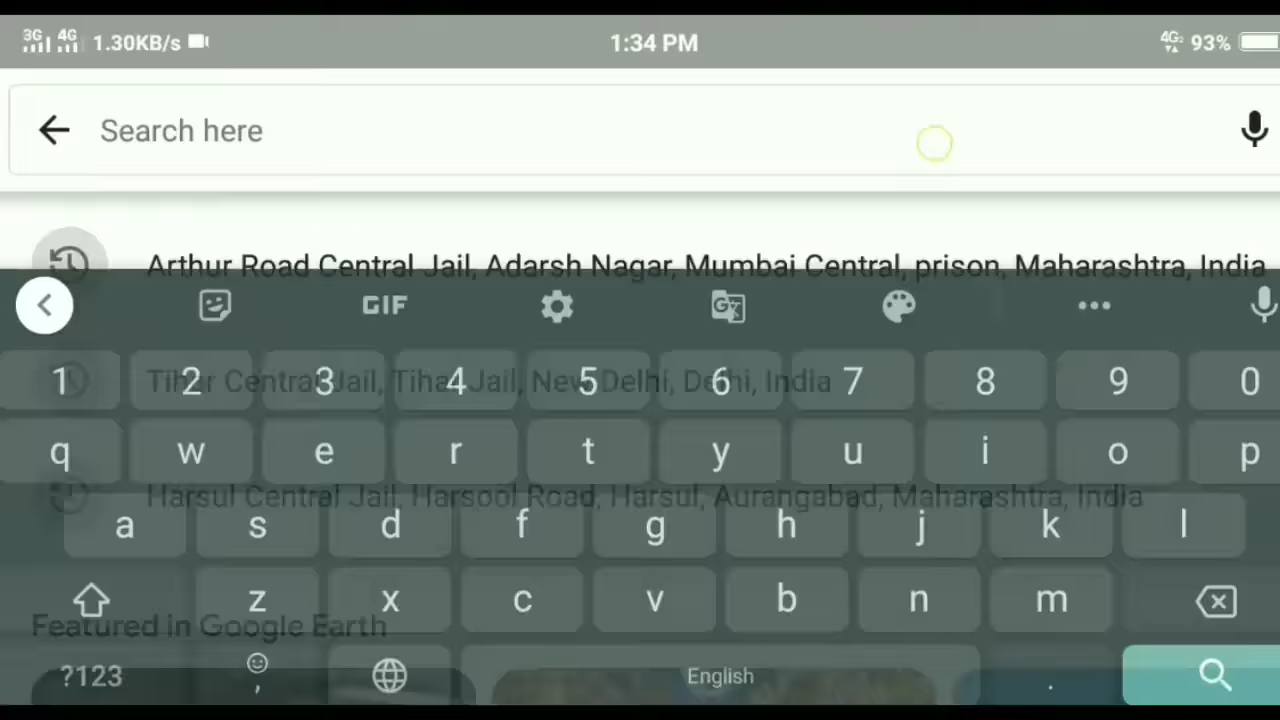 3G 4G 1.30KB/s 1:34 PM 4G 93%
Search here
Arthur Road Central Jail, Adarsh Nagar, Mumbai Central, prison, Maharashtra, India
GIF
1 2 3 4 5 6 7 8 9 0
Tihar Central Jail, Tihar Jail, New Delhi, Delhi, India
q w e r t y u i o p
Harsul Central Jail, Harsool Road, Harsul, Aurangabad, Maharashtra, India
a s d f g h j k l
z x c v b n m
Featured in Google Earth
?123 , English .